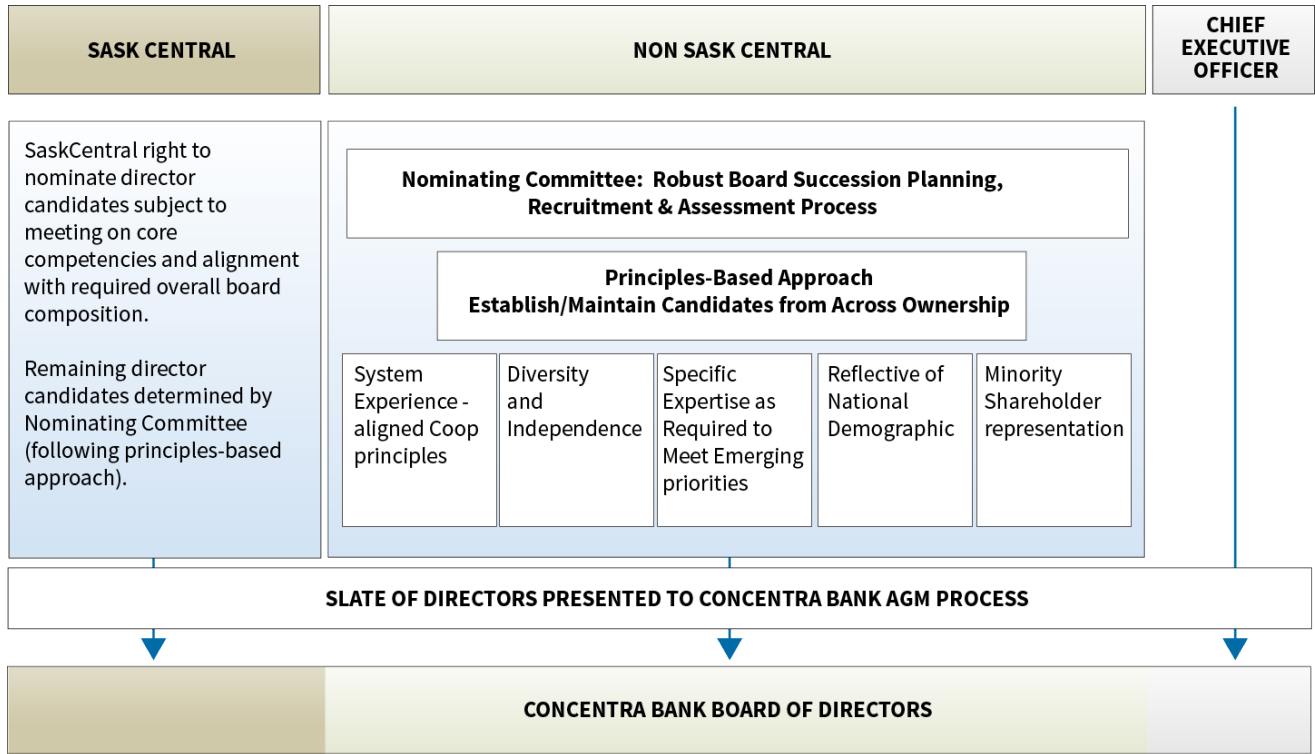 SASK CENTRAL
NON SASK CENTRAL
CHIEF
EXECUTIVE
OFFICER
SaskCentral right to
nominate director
candidates subject to
meeting on core
competencies and alignment
with required overall board
composition.
Remaining director
candidates determined by
Nominating Committee
(following principles-based
approach).
Nominating Committee: Robust Board Succession Planning,
Recruitment & Assessment Process
Principles-Based Approach
Establish/Maintain Candidates from Across Ownership
System
Experience -
aligned Coop
principles
Diversity
and
Independence
Specific
Expertise as
Required to
Meet Emerging
priorities
Reflective of
National
Demographic
Minority
Shareholder
representation
SLATE OF DIRECTORS PRESENTED TO CONCENTRA BANK AGM PROCESS
CONCENTRA BANK BOARD OF DIRECTORS